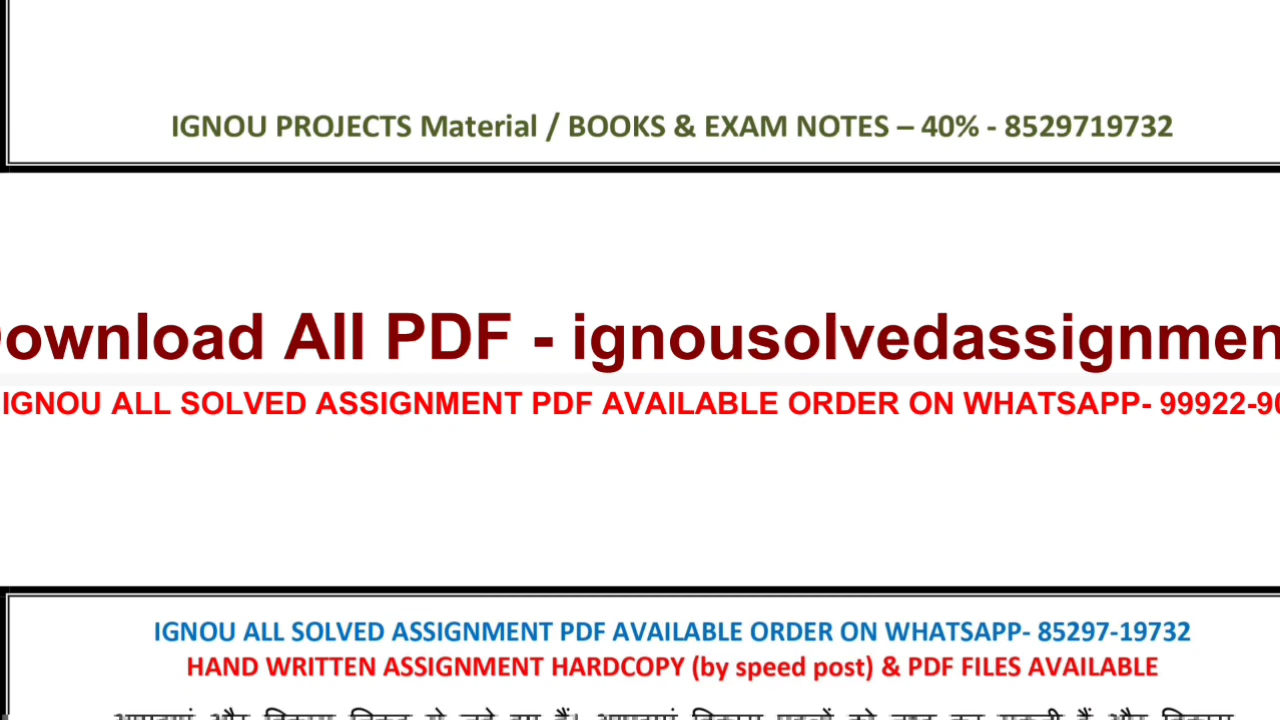 IGNOU PROJECTS Material / BOOKS & EXAM NOTES – 40% - 8529719732
ownload All PDF - ignousolvedassignmen
IGNOU ALL SOLVED ASSIGNMENT PDF AVAILABLE ORDER ON WHATSAPP- 99922-9
IGNOU ALL SOLVED ASSIGNMENT PDF AVAILABLE ORDER ON WHATSAPP- 85297-19732
HAND WRITTEN ASSIGNMENT HARDCOPY (by speed post) & PDF FILES AVAILABLE